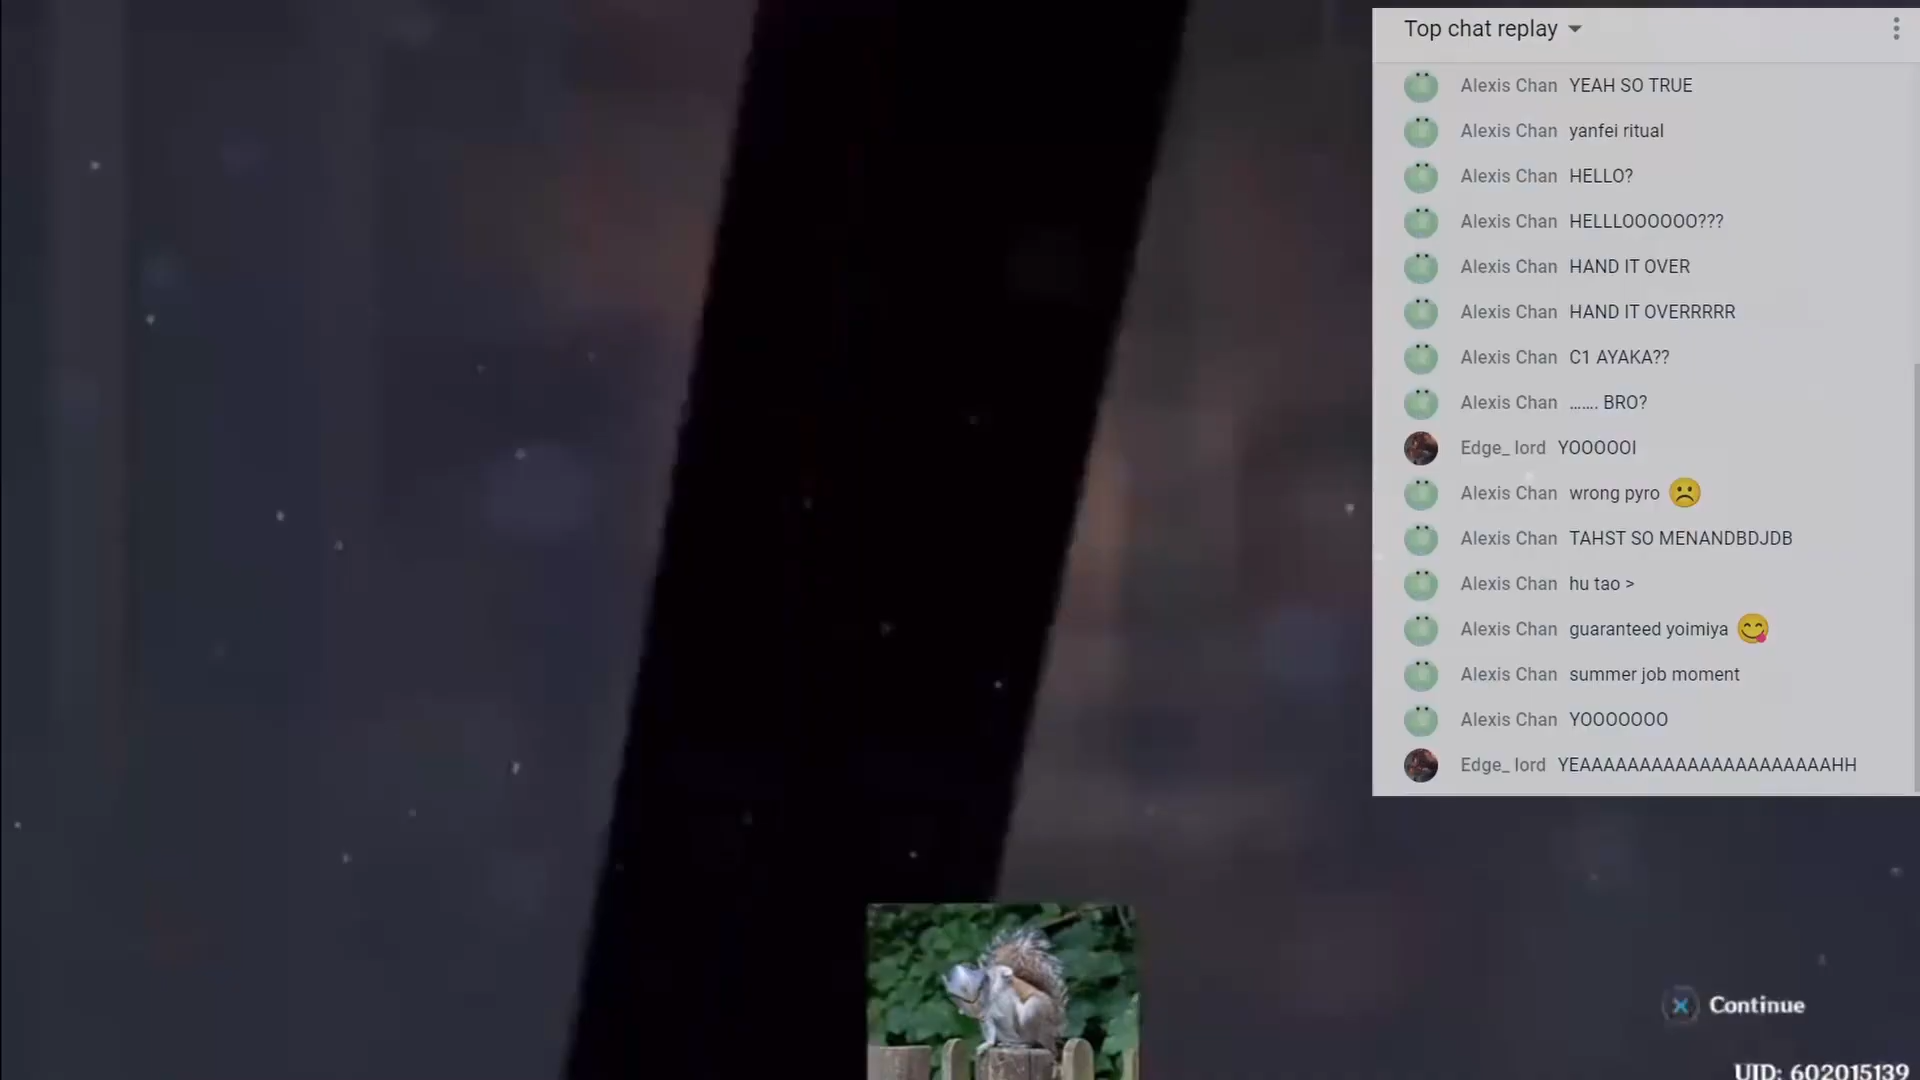 Top chat replay
Alexis Chan YEAH SO TRUE
Alexis Chan yanfei ritual
Alexis Chan HELLO?
Alexis Chan HELLLOOOOOO???
Alexis Chan HAND IT OVER
Alexis Chan HAND IT OVERRRRR
Alexis Chan C1 AYAKA??
Alexis Chan ....... BRO?
Edge_ lord YOOOOOI
Alexis Chan wrong pyro ☹️
Alexis Chan TAHST SO MENANDBDJDB
Alexis Chan hu tao >
Alexis Chan guaranteed yoimiya 😋
Alexis Chan summer job moment
Alexis Chan YOOOOOOO
Edge_ lord YEAAAAAAAAAAAAAAAAAAAAAHH
Continue
UID: 602015139